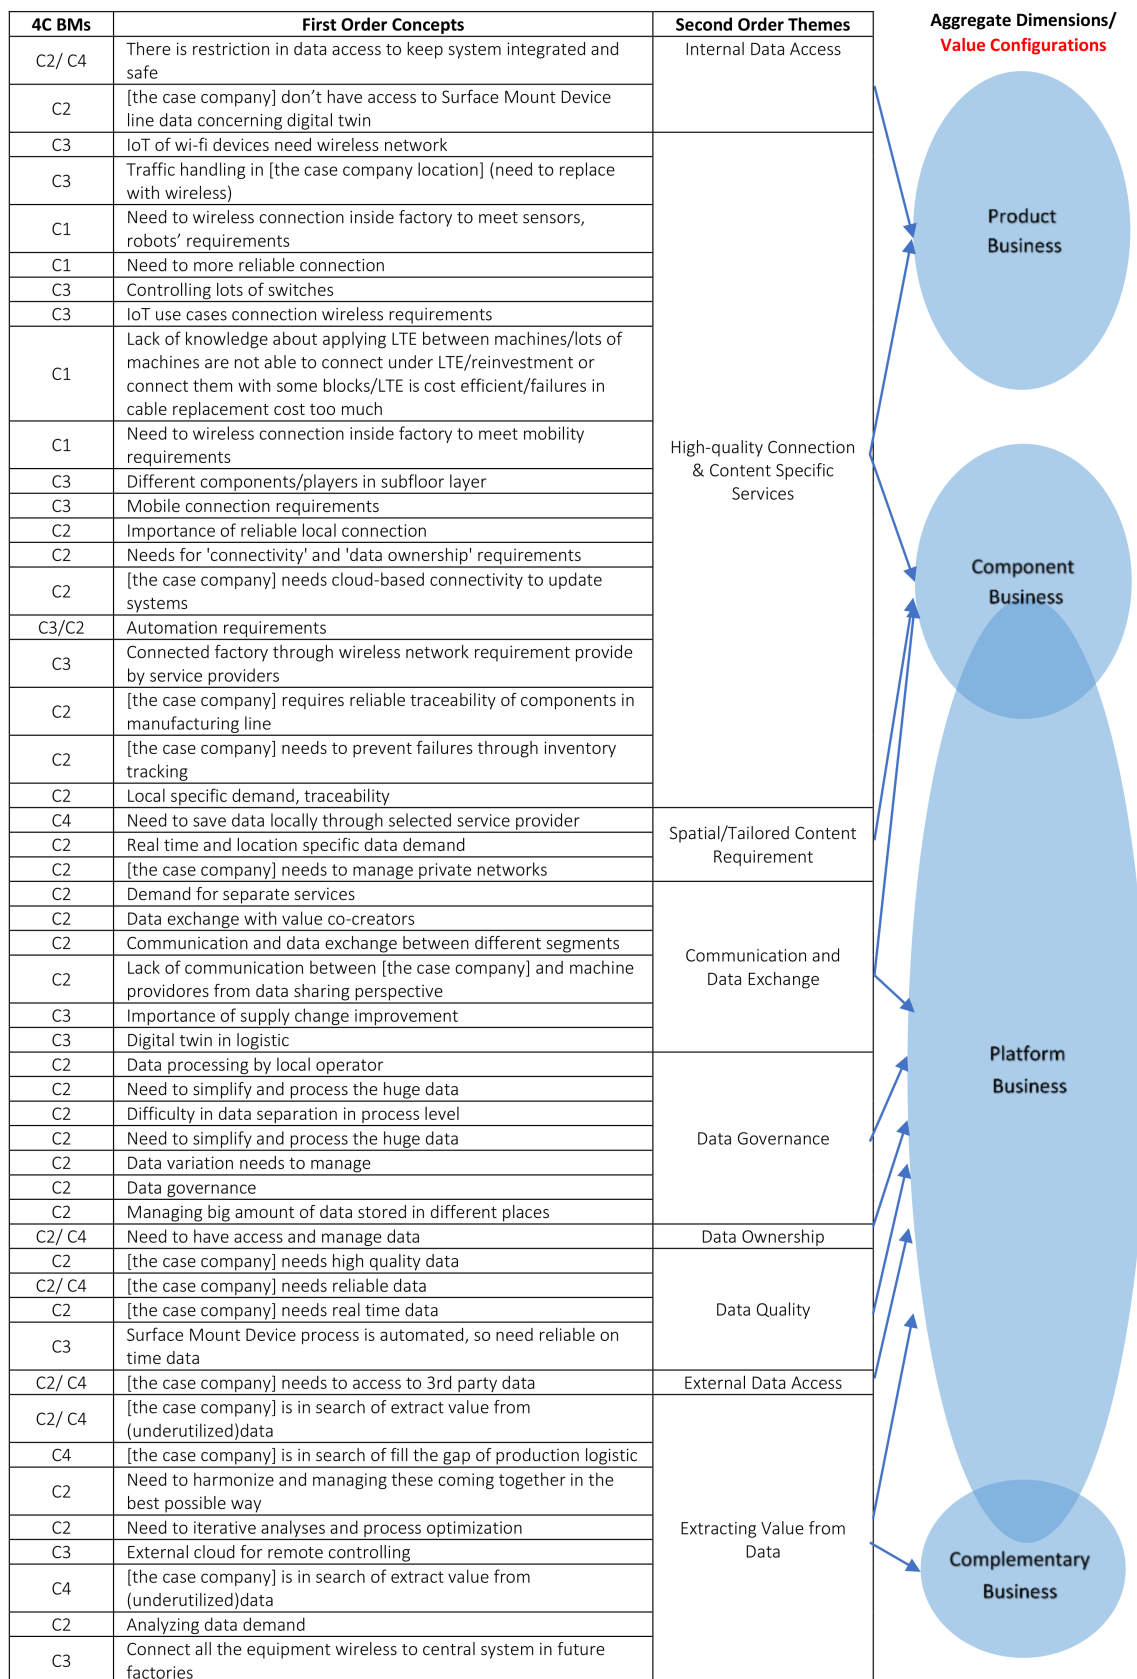 4C BMs
First Order Concepts
Second Order Themes
Aggregate Dimensions/
Value Configurations
C2/ C4
There is restriction in data access to keep system integrated and
safe
Internal Data Access
C2
[the case company] don't have access to Surface Mount Device
line data concerning digital twin
C3
IoT of wi-fi devices need wireless network
C3
Traffic handling in [the case company location] (need to replace
with wireless)
C1
Need to wireless connection inside factory to meet sensors,
robots' requirements
C1
Need to more reliable connection
C3
Controlling lots of switches
C3
IoT use cases connection wireless requirements
C1
Lack of knowledge about applying LTE between machines/lots of
machines are not able to connect under LTE/reinvestment or
connect them with some blocks/LTE is cost efficient/failures in
cable replacement cost too much
C1
Need to wireless connection inside factory to meet mobility
requirements
C3
Different components/players in subfloor layer
C3
Mobile connection requirements
C2
Importance of reliable local connection
C2
Needs for 'connectivity' and 'data ownership' requirements
C2
[the case company] needs cloud-based connectivity to update
systems
C3/C2
Automation requirements
C3
Connected factory through wireless network requirement provide
by service providers
C2
[the case company] requires reliable traceability of components in
manufacturing line
C2
[the case company] needs to prevent failures through inventory
tracking
C2
Local specific demand, traceability
High-quality Connection
& Content Specific
Services
C4
Need to save data locally through selected service provider
C2
Real time and location specific data demand
C2
[the case company] needs to manage private networks
Spatial/Tailored Content
Requirement
C2
Demand for separate services
C2
Data exchange with value co-creators
C2
Communication and data exchange between different segments
C2
Lack of communication between [the case company] and machine
providores from data sharing perspective
C3
Importance of supply change improvement
C3
Digital twin in logistic
Communication and
Data Exchange
C2
Data processing by local operator
C2
Need to simplify and process the huge data
C2
Difficulty in data separation in process level
C2
Need to simplify and process the huge data
C2
Data variation needs to manage
C2
Data governance
C2
Managing big amount of data stored in different places
Data Governance
C2/ C4
Need to have access and manage data
Data Ownership
C2
[the case company] needs high quality data
C2/ C4
[the case company] needs reliable data
C2
[the case company] needs real time data
C3
Surface Mount Device process is automated, so need reliable on
time data
Data Quality
C2/ C4
[the case company] needs to access to 3rd party data
External Data Access
C2/ C4
[the case company] is in search of extract value from
(underutilized)data
C4
[the case company] is in search of fill the gap of production logistic
C2
Need to harmonize and managing these coming together in the
best possible way
C2
Need to iterative analyses and process optimization
C3
External cloud for remote controlling
C4
[the case company] is in search of extract value from
(underutilized)data
C2
Analyzing data demand
C3
Connect all the equipment wireless to central system in future
factories
Extracting Value from
Data
Product
Business
Component
Business
Platform
Business
Complementary
Business